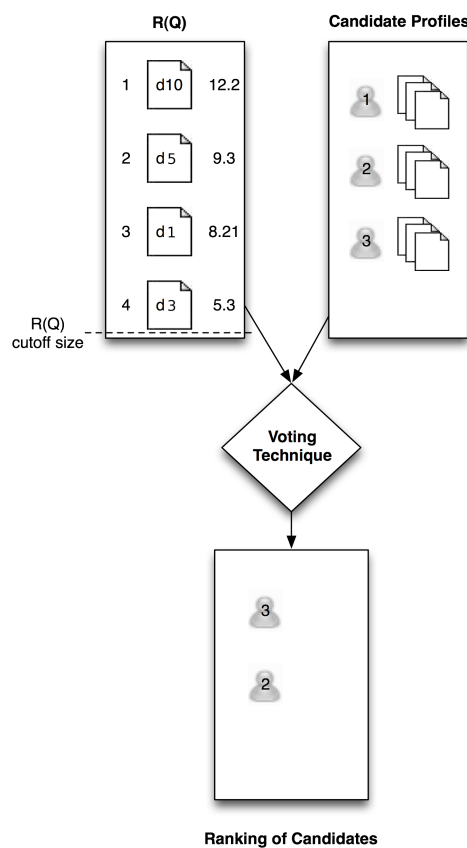 R(Q)
1 d10 12.2
2 d5 9.3
3 d1 8.21
4 d3 5.3
R(Q)
cutoff size
Candidate Profiles
1
2
3
Voting
Technique
3
2
Ranking of Candidates